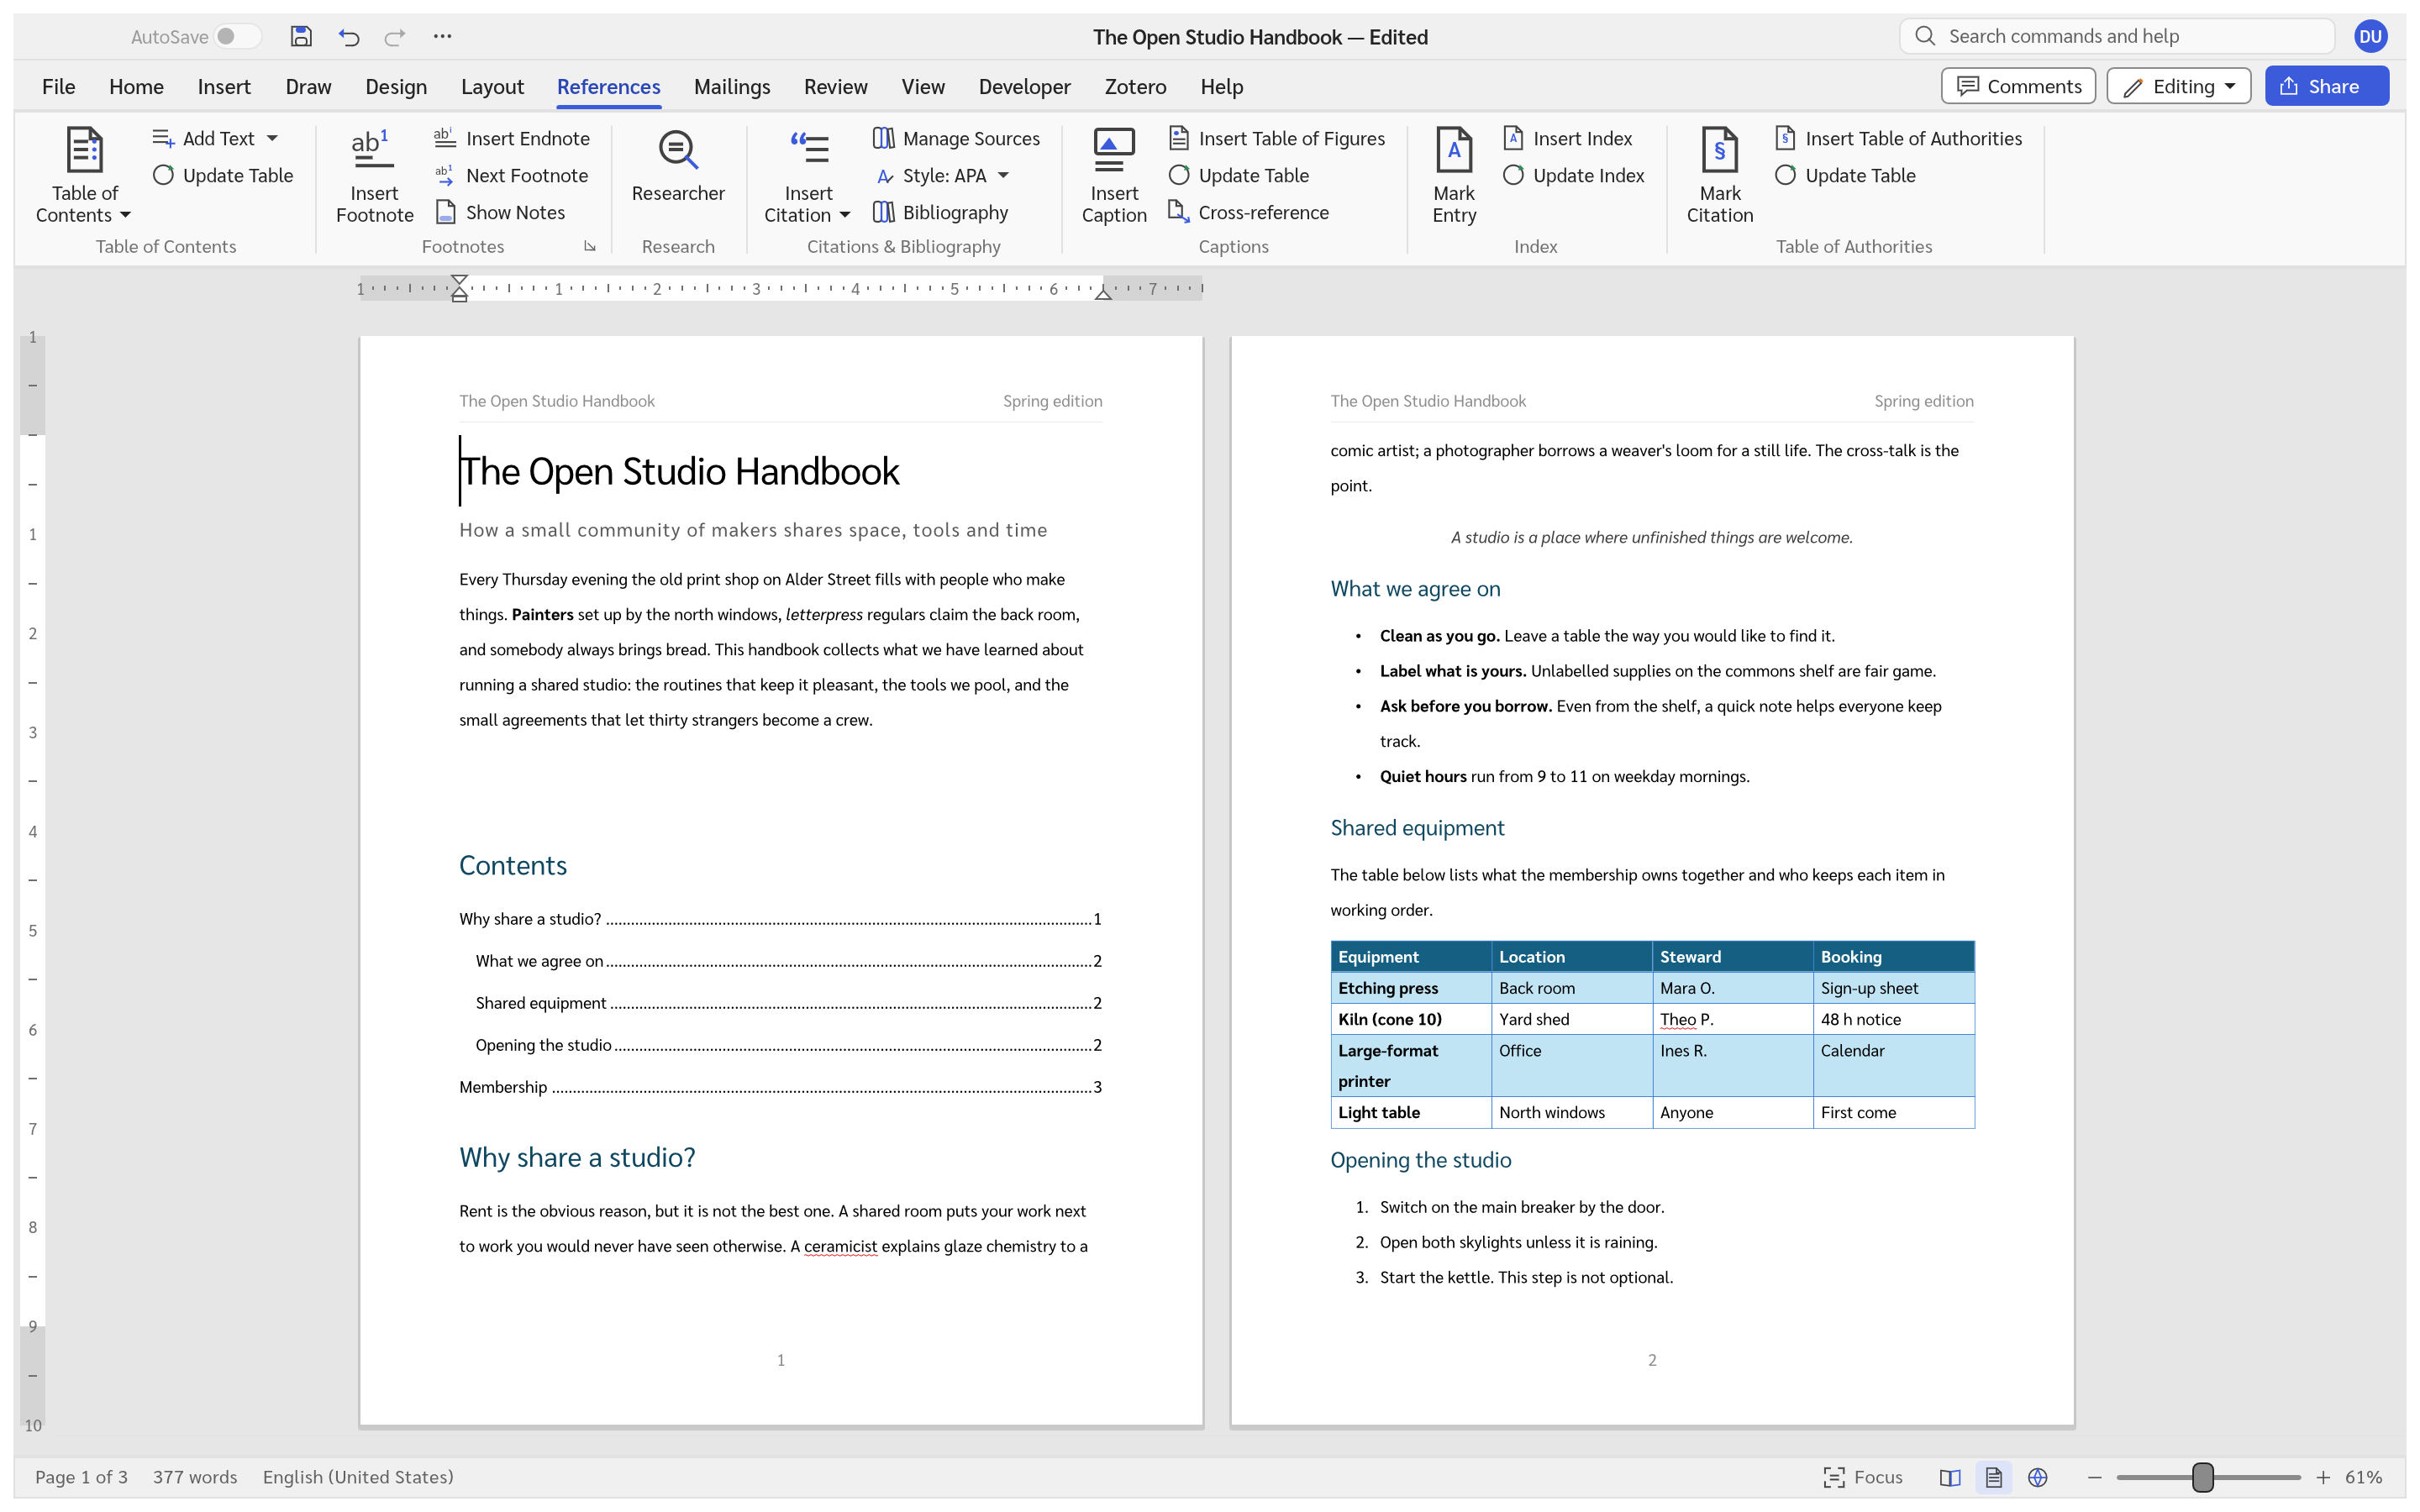 AutoSave
The Open Studio Handbook — Edited
Search commands and help
DU
File Home Insert Draw Design Layout References Mailings Review View Developer Zotero Help
Comments Editing Share
Table of Contents
Add Text
Update Table
Table of Contents
ab1
Insert Footnote
Insert Endnote
Next Footnote
Show Notes
Footnotes
Researcher
Research
Insert Citation
Manage Sources
Style: APA
Bibliography
Citations & Bibliography
Insert Caption
Insert Table of Figures
Update Table
Cross-reference
Captions
Mark Entry
Insert Index
Update Index
Index
Mark Citation
Insert Table of Authorities
Update Table
Table of Authorities
1 1 2 3 4 5 6 7
1
1
2
3
4
5
6
7
8
9
10
The Open Studio Handbook Spring edition
The Open Studio Handbook
How a small community of makers shares space, tools and time
Every Thursday evening the old print shop on Alder Street fills with people who make
things. Painters set up by the north windows, letterpress regulars claim the back room,
and somebody always brings bread. This handbook collects what we have learned about
running a shared studio: the routines that keep it pleasant, the tools we pool, and the
small agreements that let thirty strangers become a crew.
Contents
Why share a studio? 1
What we agree on 2
Shared equipment 2
Opening the studio 2
Membership 3
Why share a studio?
Rent is the obvious reason, but it is not the best one. A shared room puts your work next
to work you would never have seen otherwise. A ceramicist explains glaze chemistry to a
1
The Open Studio Handbook Spring edition
comic artist; a photographer borrows a weaver's loom for a still life. The cross-talk is the
point.
A studio is a place where unfinished things are welcome.
What we agree on
• Clean as you go. Leave a table the way you would like to find it.
• Label what is yours. Unlabelled supplies on the commons shelf are fair game.
• Ask before you borrow. Even from the shelf, a quick note helps everyone keep
track.
• Quiet hours run from 9 to 11 on weekday mornings.
Shared equipment
The table below lists what the membership owns together and who keeps each item in
working order.
Equipment Location Steward Booking
Etching press Back room Mara O. Sign-up sheet
Kiln (cone 10) Yard shed Theo P. 48 h notice
Large-format printer Office Ines R. Calendar
Light table North windows Anyone First come
Opening the studio
1. Switch on the main breaker by the door.
2. Open both skylights unless it is raining.
3. Start the kettle. This step is not optional.
2
Page 1 of 3 377 words English (United States)
Focus 61%